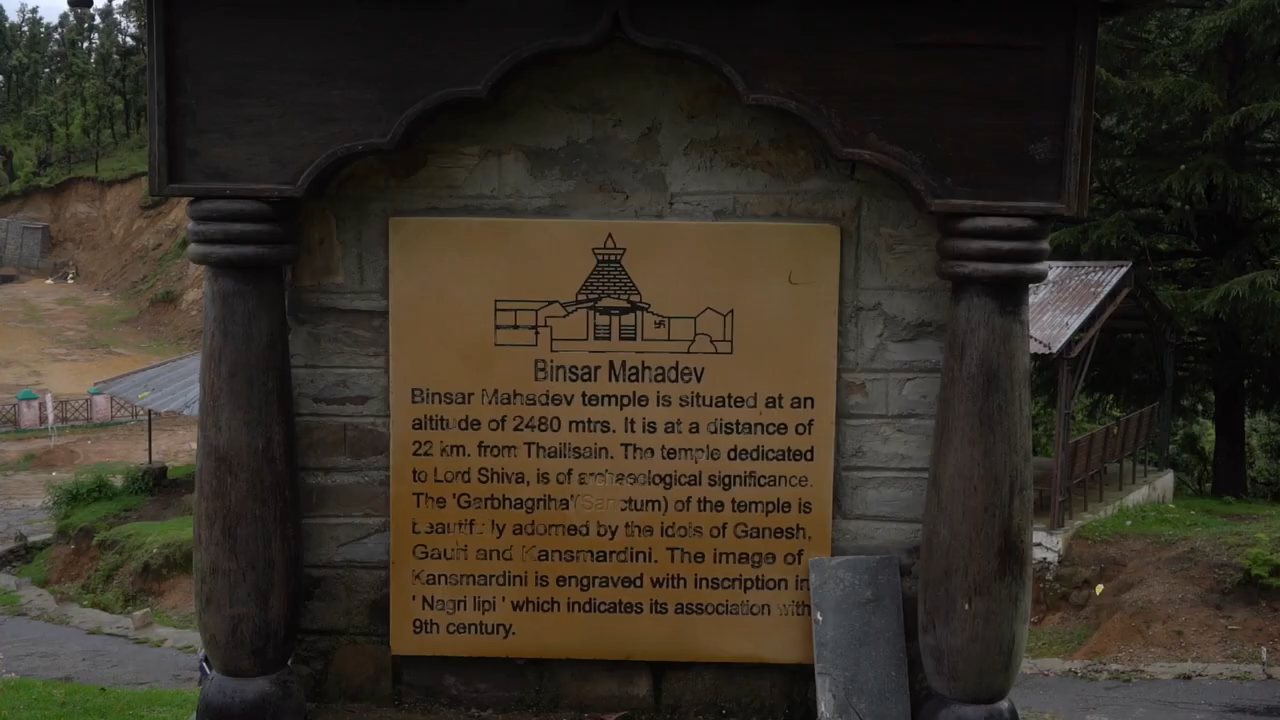 Binsar Mahadev
Binsar Mahadev temple is situated at an
altitude of 2480 mtrs. It is at a distance of
22 km. from Thailisain. The temple dedicated
to Lord Shiva, is of archaeological significance.
The 'Garbhagriha'(Sanctum) of the temple is
beautifully adorned by the idols of Ganesh,
Gauri and Kansmardini. The image of
Kansmardini is engraved with inscription in
' Nagri lipi ' which indicates its association with
9th century.